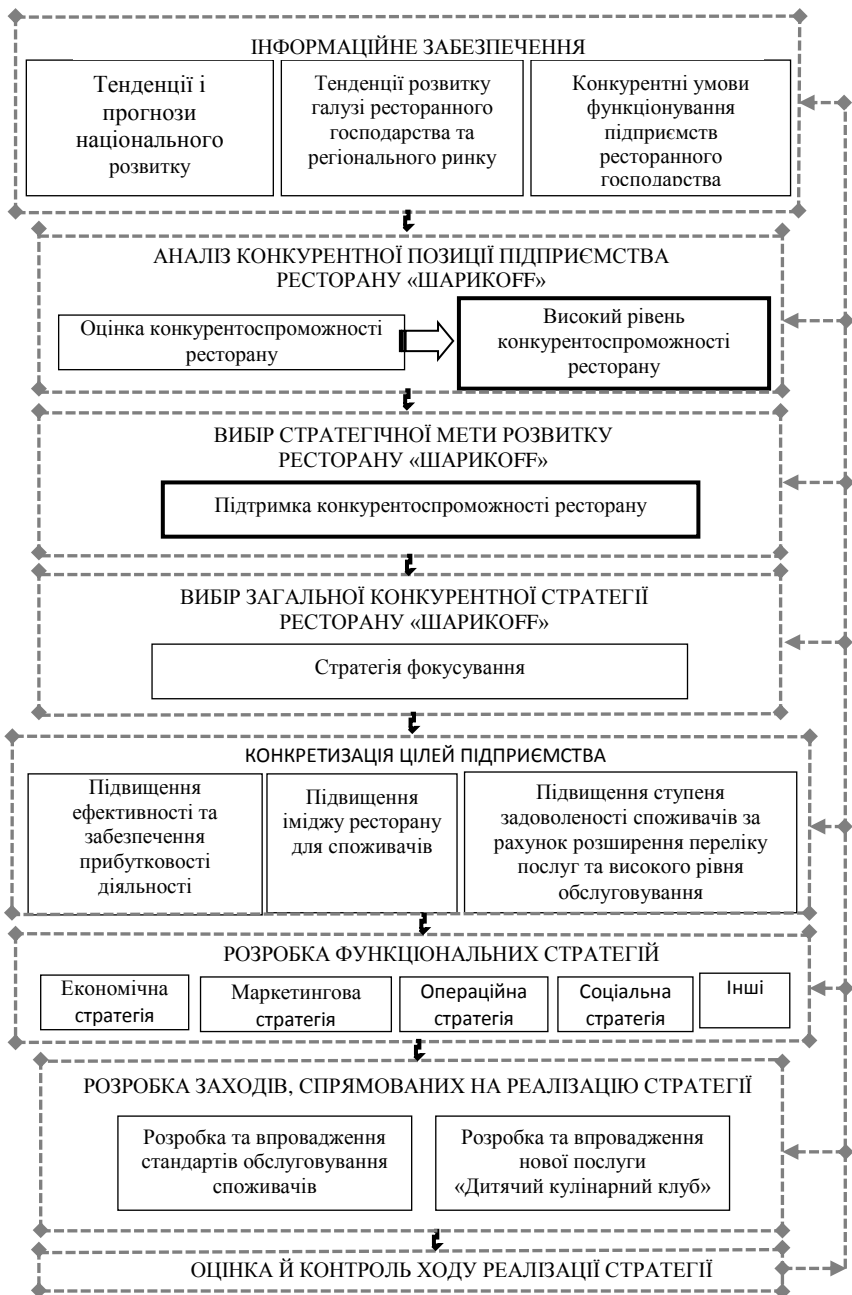 ІНФОРМАЦІЙНЕ ЗАБЕЗПЕЧЕННЯ
Тенденції і
прогнози
національного
розвитку
Тенденції розвитку
галузі ресторанного
господарства та
регіонального ринку
Конкурентні умови
функціонування
підприємств
ресторанного
господарства
АНАЛІЗ КОНКУРЕНТНОЇ ПОЗИЦІЇ ПІДПРИЄМСТВА
РЕСТОРАНУ «ШАРИКОFF»
Оцінка конкурентоспроможності
ресторану
Високий рівень
конкурентоспроможності
ресторану
ВИБІР СТРАТЕГІЧНОЇ МЕТИ РОЗВИТКУ
РЕСТОРАНУ «ШАРИКОFF»
Підтримка конкурентоспроможності ресторану
ВИБІР ЗАГАЛЬНОЇ КОНКУРЕНТНОЇ СТРАТЕГІЇ
РЕСТОРАНУ «ШАРИКОFF»
Стратегія фокусування
КОНКРЕТИЗАЦІЯ ЦІЛЕЙ ПІДПРИЄМСТВА
Підвищення
ефективності та
забезпечення
прибутковості
діяльності
Підвищення
іміджу ресторану
для споживачів
Підвищення ступеня
задоволеності споживачів за
рахунок розширення переліку
послуг та високого рівня
обслуговування
РОЗРОБКА ФУНКЦІОНАЛЬНИХ СТРАТЕГІЙ
Економічна
стратегія
Маркетингова
стратегія
Операційна
стратегія
Соціальна
стратегія
Інші
РОЗРОБКА ЗАХОДІВ, СПРЯМОВАНИХ НА РЕАЛІЗАЦІЮ СТРАТЕГІЇ
Розробка та впровадження
стандартів обслуговування
споживачів
Розробка та впровадження
нової послуги
«Дитячий кулінарний клуб»
ОЦІНКА Й КОНТРОЛЬ ХОДУ РЕАЛІЗАЦІЇ СТРАТЕГІЇ